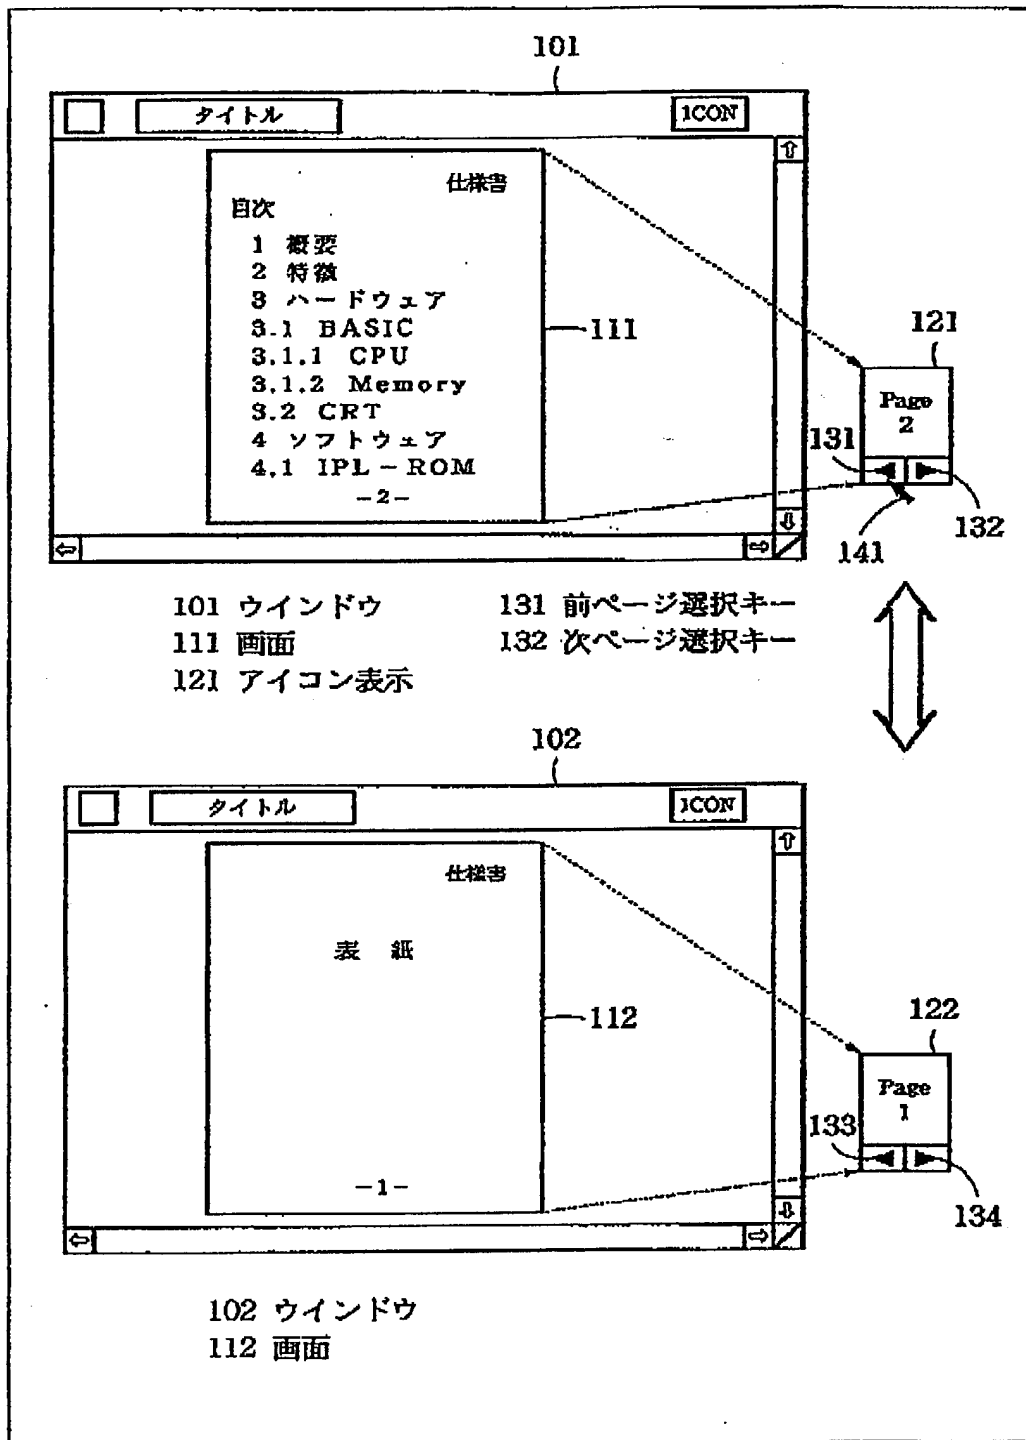 101
タイトル
ICON
仕様書
目次
1 概要
2 特徴
3 ハードウェア
3.1 BASIC
3.1.1 CPU
3.1.2 Memory
3.2 CRT
4 ソフトウェア
4.1 IPL-ROM
-2-
111
121
Page
2
131
132
141
101 ウインドウ
111 画面
121 アイコン表示
131 前ページ選択キー
132 次ページ選択キー
102
タイトル
ICON
仕様書
表 紙
-1-
112
122
Page
1
133
134
102 ウインドウ
112 画面